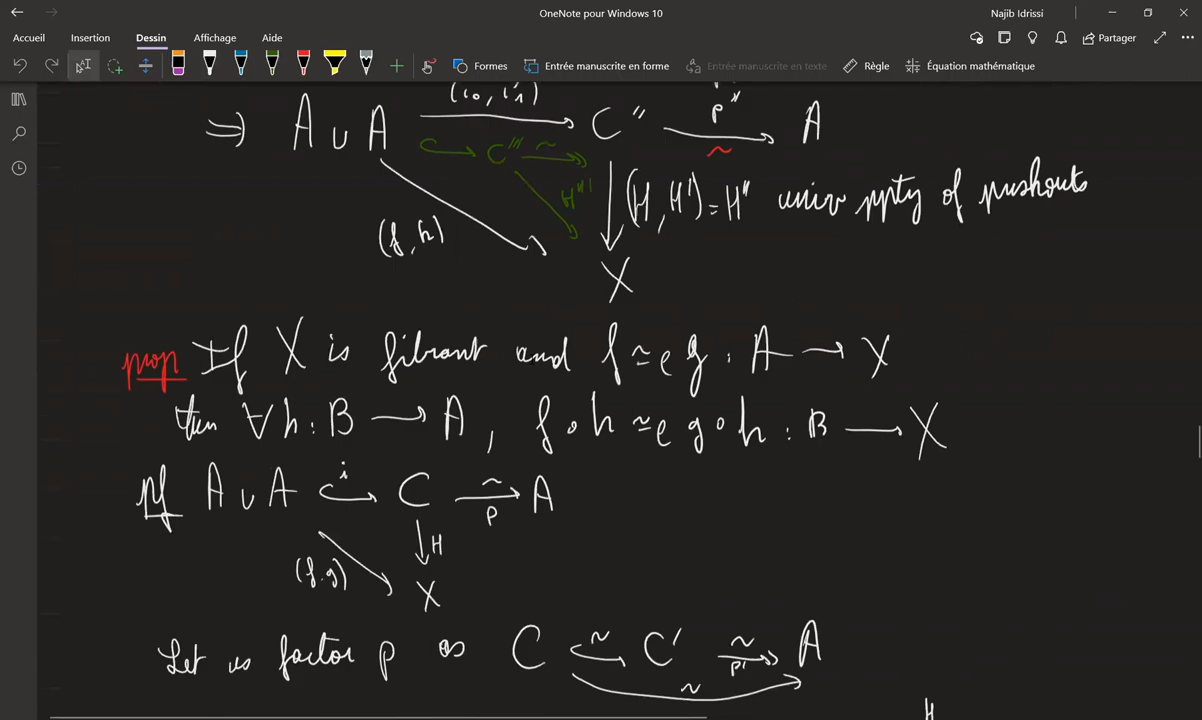 OneNote pour Windows 10
Najib Idrissi
Accueil Insertion Dessin Affichage Aide
Partager
Formes Entrée manuscrite en forme Entrée manuscrite en texte Règle Équation mathématique
⇒ A ∪ A (i₀, i'₁) → C'' p'' ~ → A
C → C''' ~ →
H'''
(f, h) (H, H') = H'' univ ppty of pushouts
X
prop If X is fibrant and f ≃ₑ g : A → X
then ∀ h : B → A, f ∘ h ≃ₑ g ∘ h : B → X
pf A ∪ A i ↪ C ~ p → A
(f, g) ↓ H
X
Let us factor p as C ~ ↪ C' ~ p' ↠ A
~
H